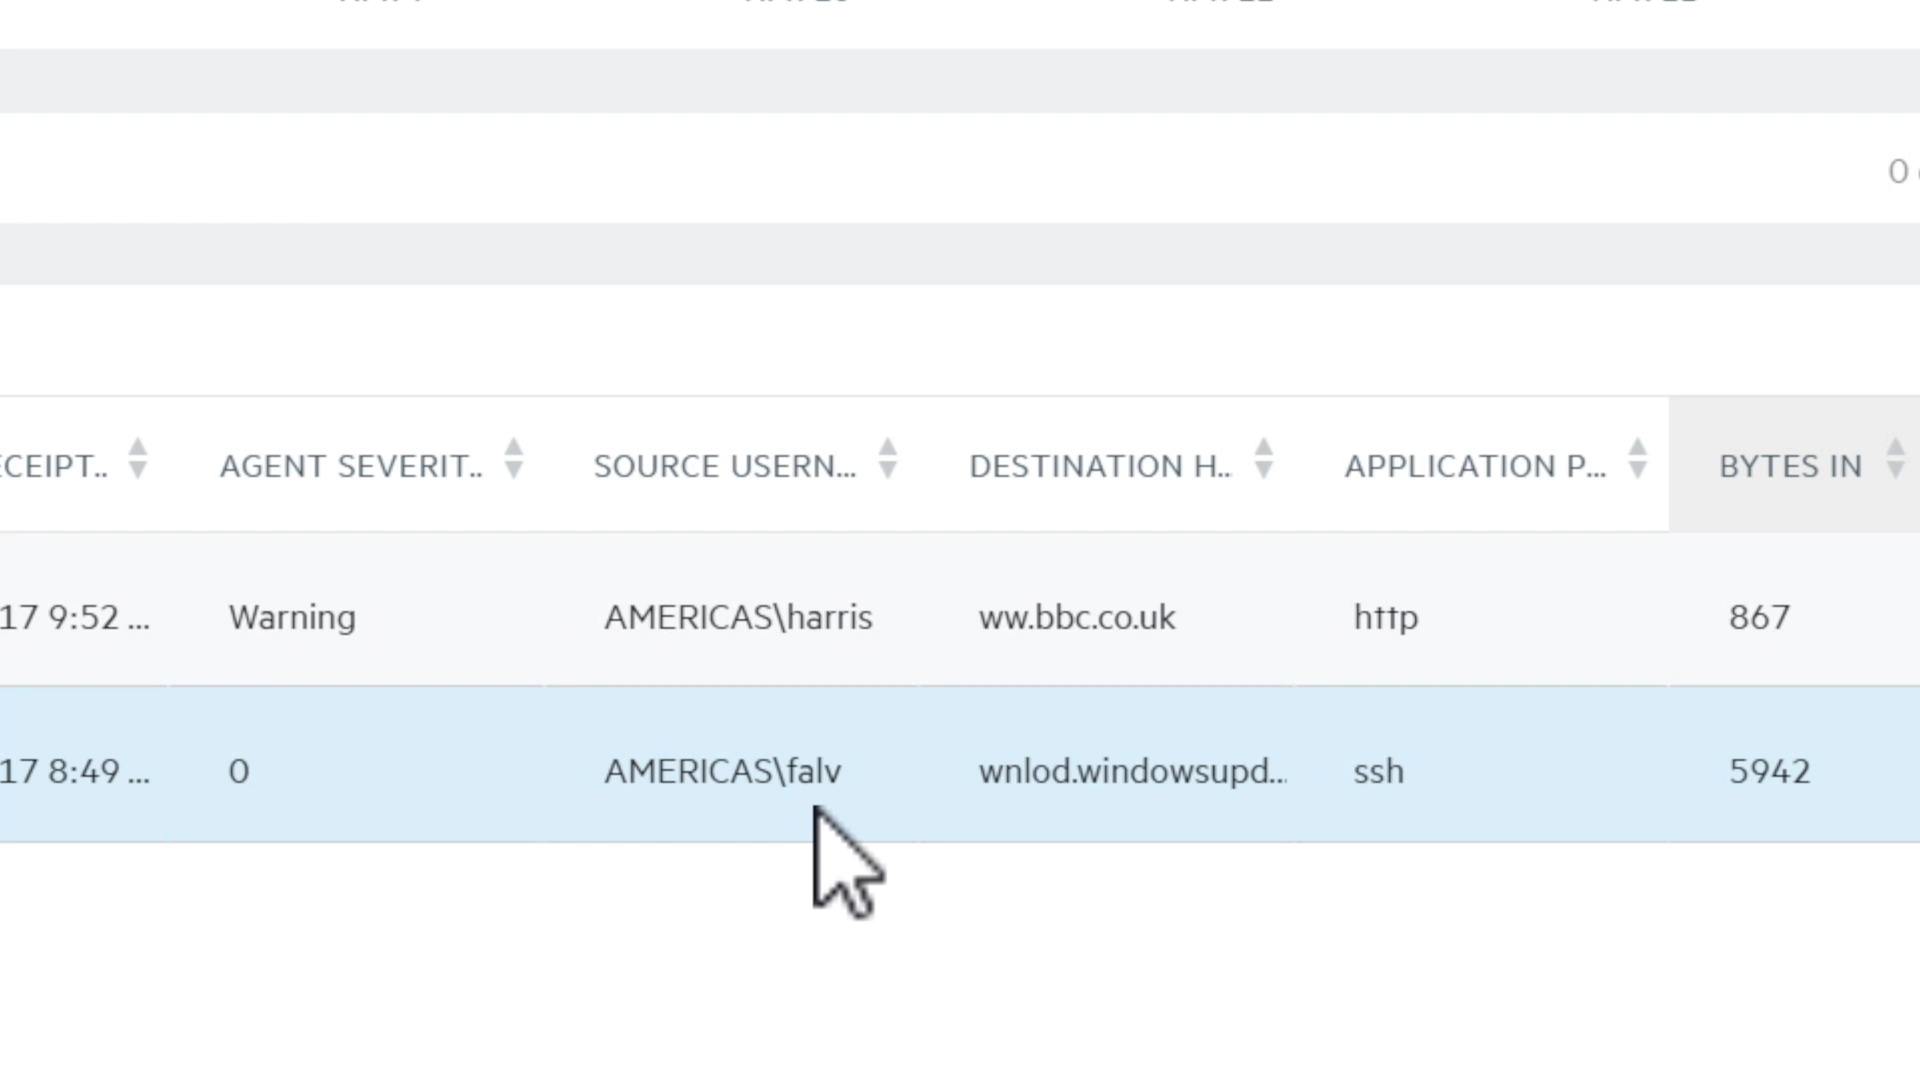 0
ECEIPT.. AGENT SEVERIT.. SOURCE USERN... DESTINATION H.. APPLICATION P... BYTES IN
17 9:52 ... Warning AMERICAS\harris ww.bbc.co.uk http 867
17 8:49 ... 0 AMERICAS\falv wnlod.windowsupd... ssh 5942